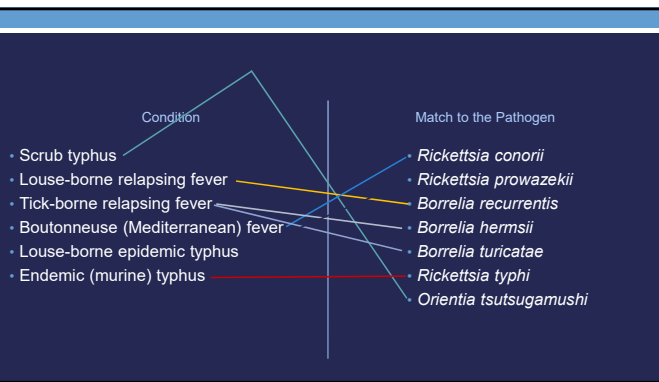 Condition
• Scrub typhus
• Louse-borne relapsing fever
• Tick-borne relapsing fever
• Boutonneuse (Mediterranean) fever
• Louse-borne epidemic typhus
• Endemic (murine) typhus
Match to the Pathogen
• Rickettsia conorii
• Rickettsia prowazekii
• Borrelia recurrentis
• Borrelia hermsii
• Borrelia turicatae
• Rickettsia typhi
• Orientia tsutsugamushi